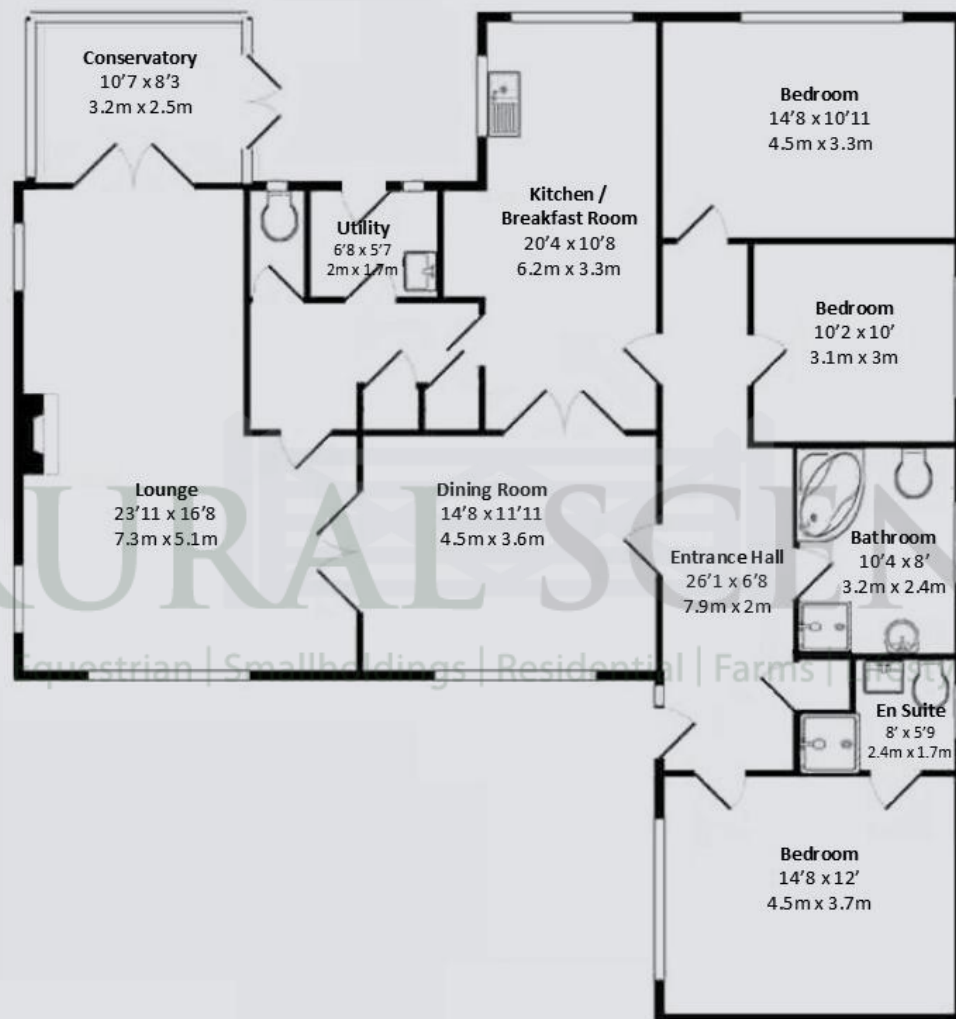 Conservatory
10'7 x 8'3
3.2m x 2.5m
Bedroom
14'8 x 10'11
4.5m x 3.3m
Kitchen /
Breakfast Room
20'4 x 10'8
6.2m x 3.3m
Utility
6'8 x 5'7
2m x 1.7m
Bedroom
10'2 x 10'
3.1m x 3m
Lounge
23'11 x 16'8
7.3m x 5.1m
Dining Room
14'8 x 11'11
4.5m x 3.6m
Entrance Hall
26'1 x 6'8
7.9m x 2m
Bathroom
10'4 x 8'
3.2m x 2.4m
RURAL SCEN
Equestrian | Smallholdings | Residential | Farms | Lifesty
En Suite
8' x 5'9
2.4m x 1.7m
Bedroom
14'8 x 12'
4.5m x 3.7m